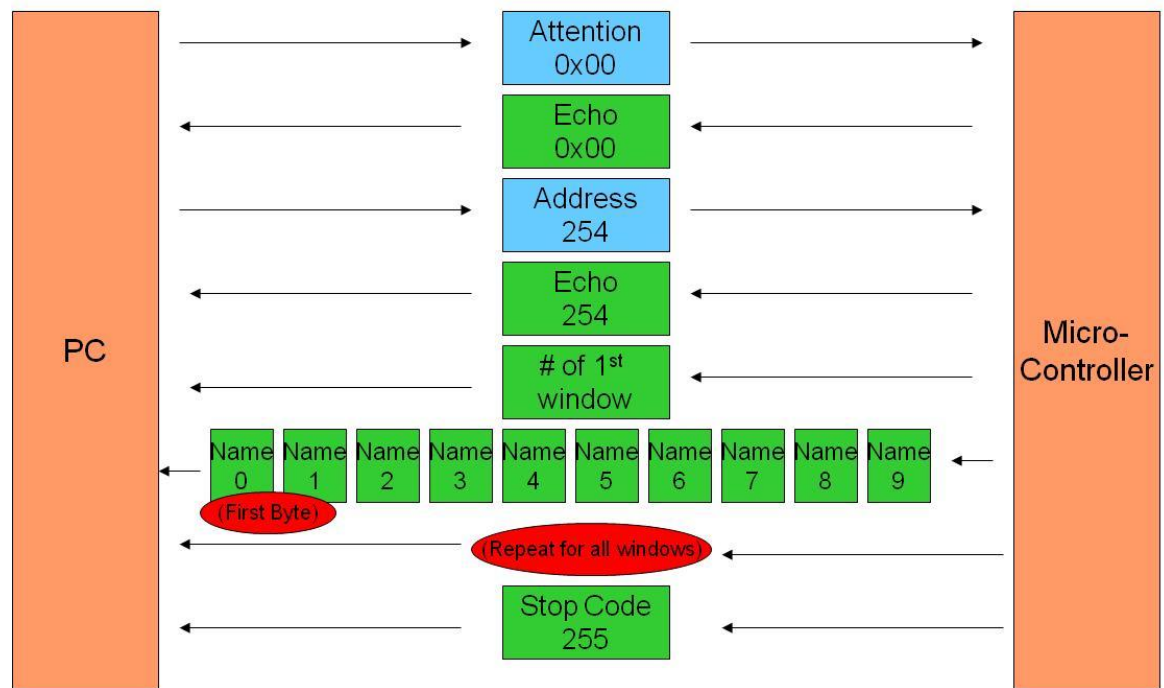 Attention
0x00
Echo
0x00
Address
254
Echo
254
PC
Micro-
Controller
# of 1st
window
Name
0
Name
1
Name
2
Name
3
Name
4
Name
5
Name
6
Name
7
Name
8
Name
9
(First Byte)
(Repeat for all windows)
Stop Code
255